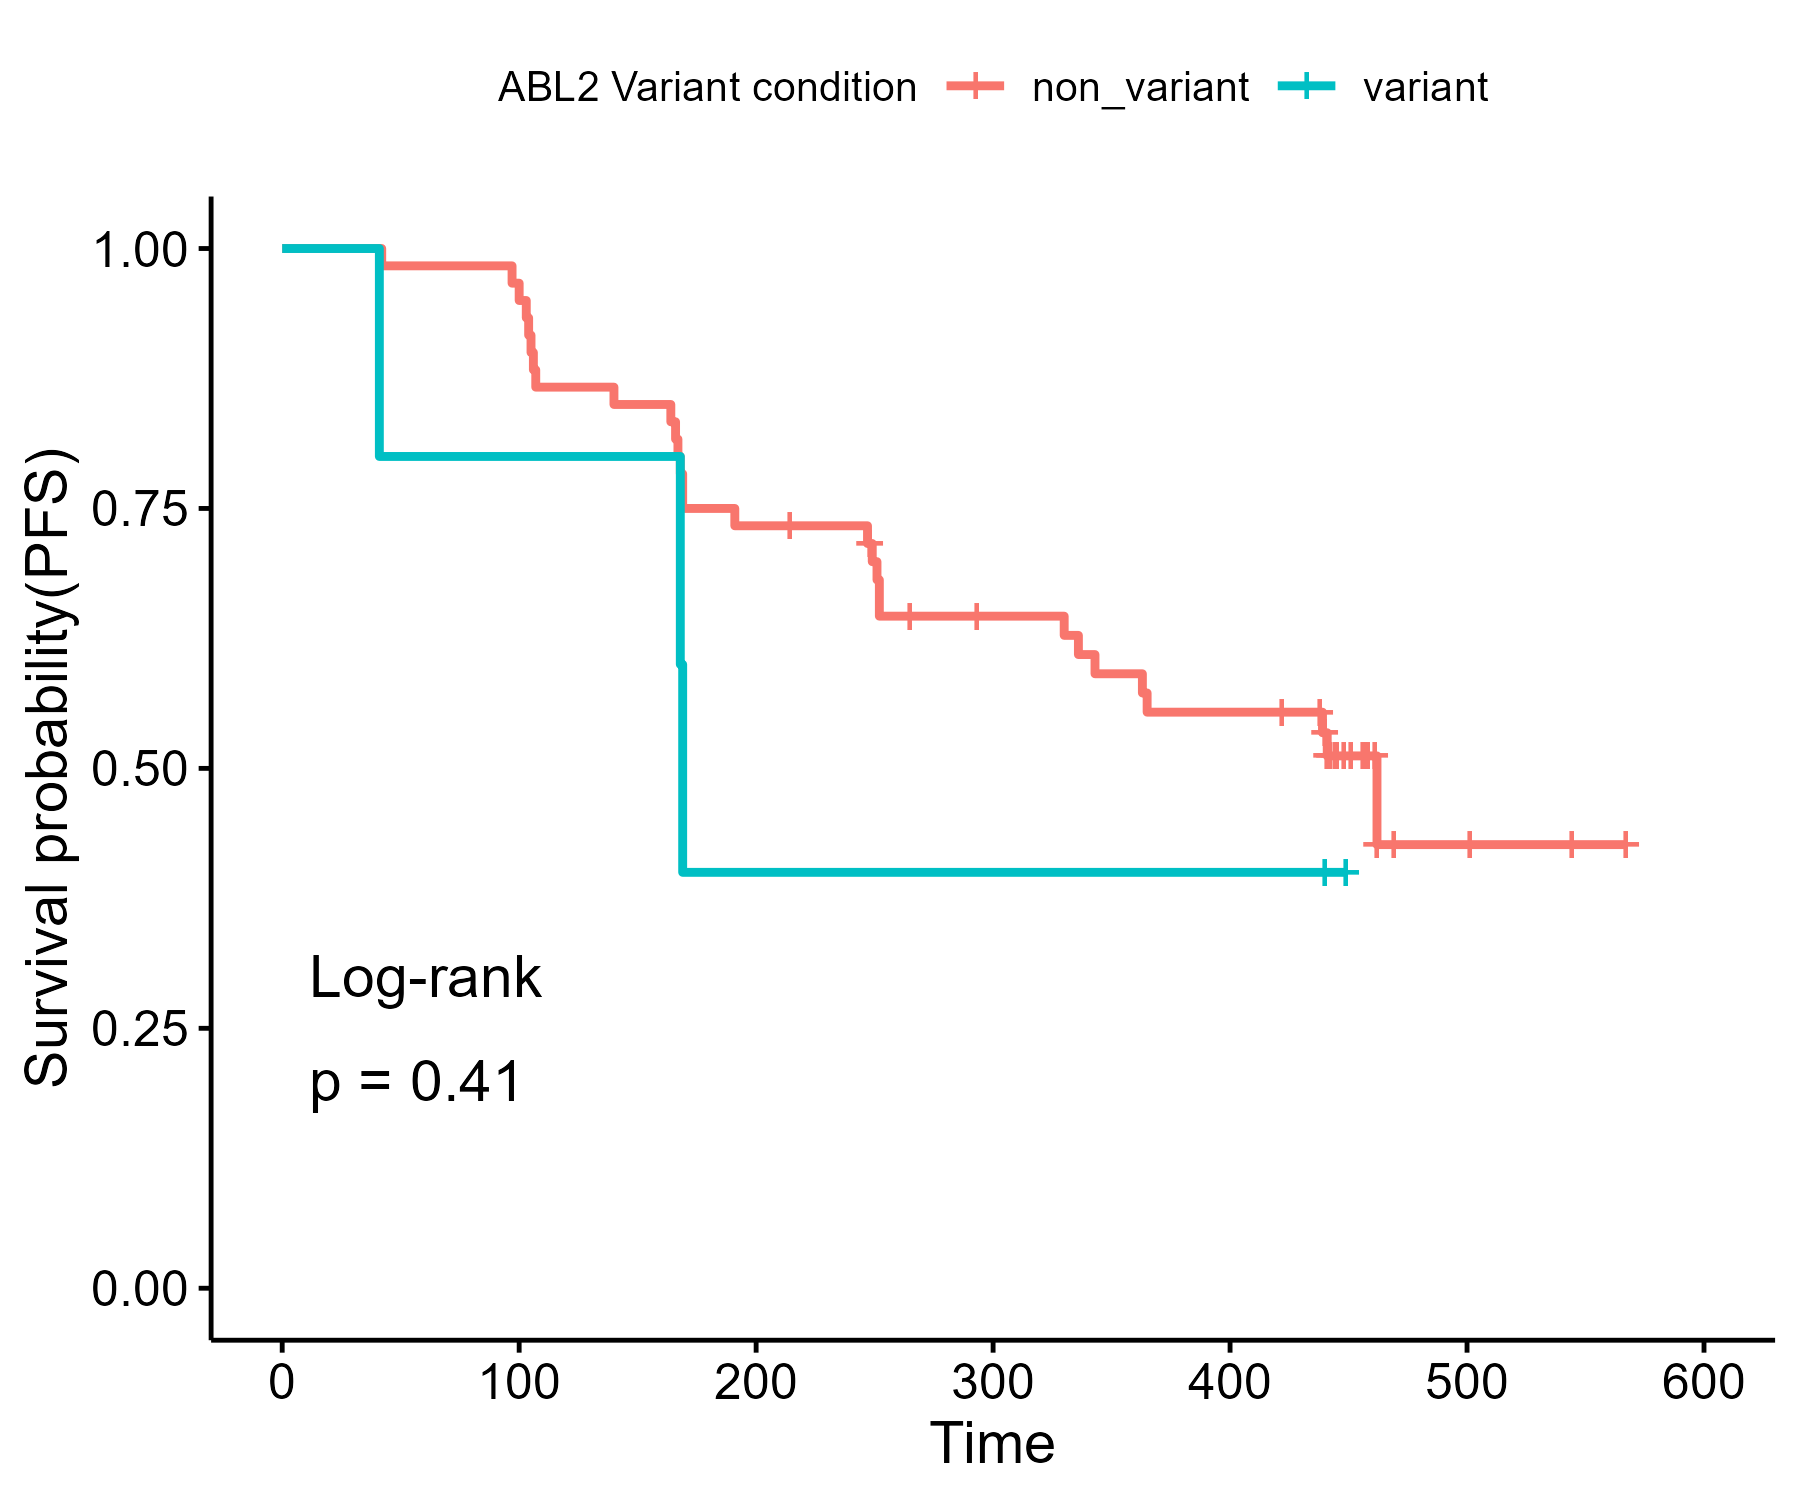 ABL2 Variant condition non_variant variant
Survival probability(PFS)
1.00
0.75
0.50
0.25
0.00
Log-rank
p = 0.41
0 100 200 300 400 500 600
Time